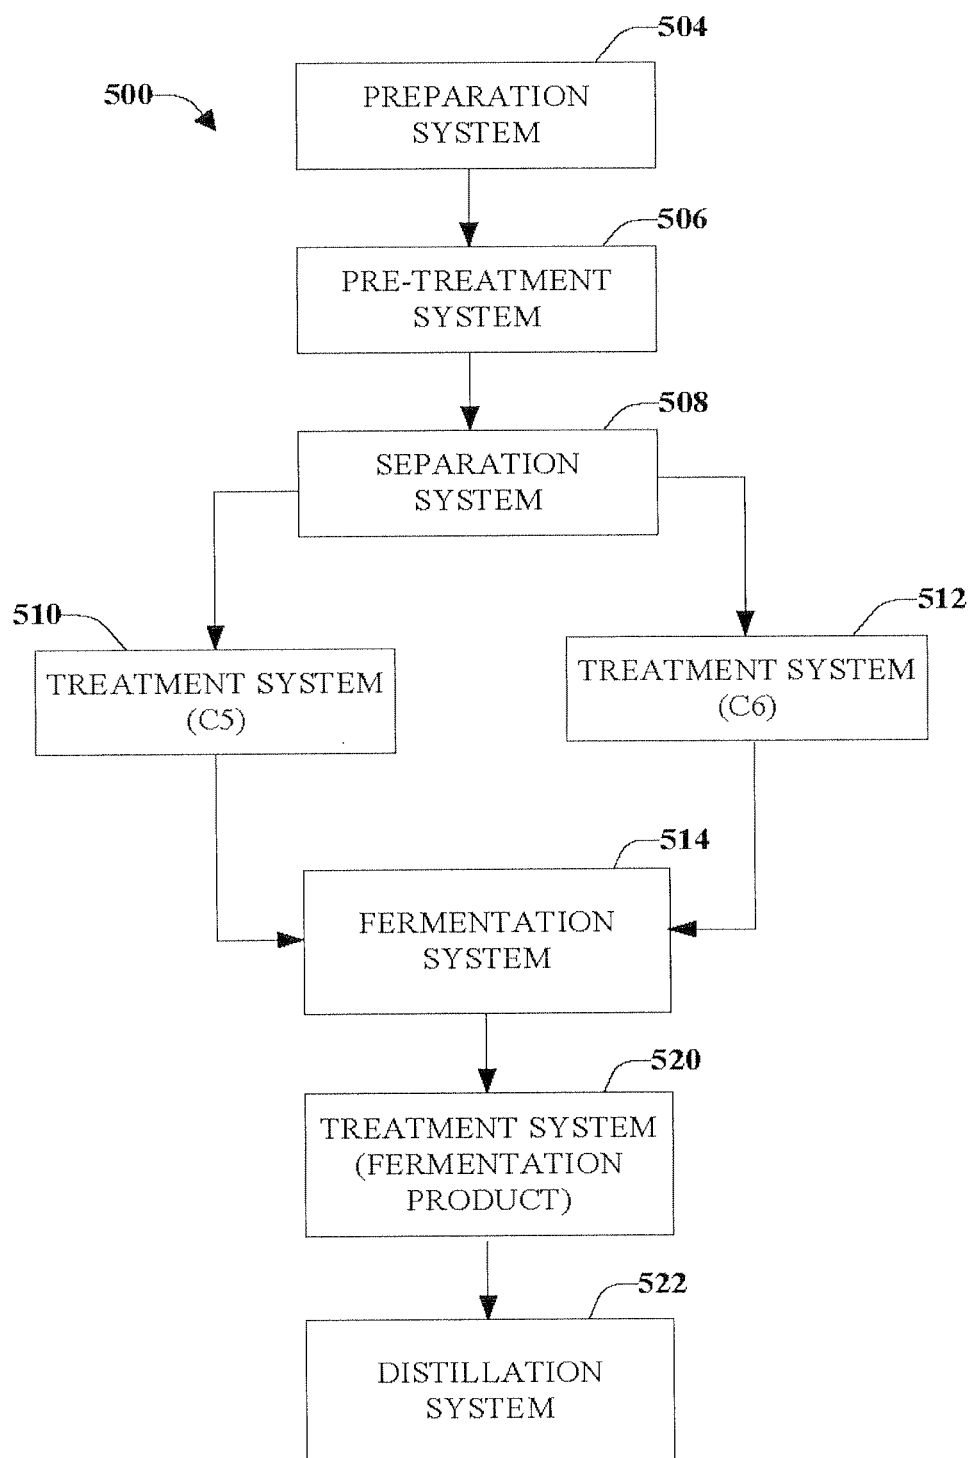 504
500
PREPARATION
SYSTEM
506
PRE-TREATMENT
SYSTEM
508
SEPARATION
SYSTEM
510
512
TREATMENT SYSTEM
(C5)
TREATMENT SYSTEM
(C6)
514
FERMENTATION
SYSTEM
520
TREATMENT SYSTEM
(FERMENTATION
PRODUCT)
522
DISTILLATION
SYSTEM